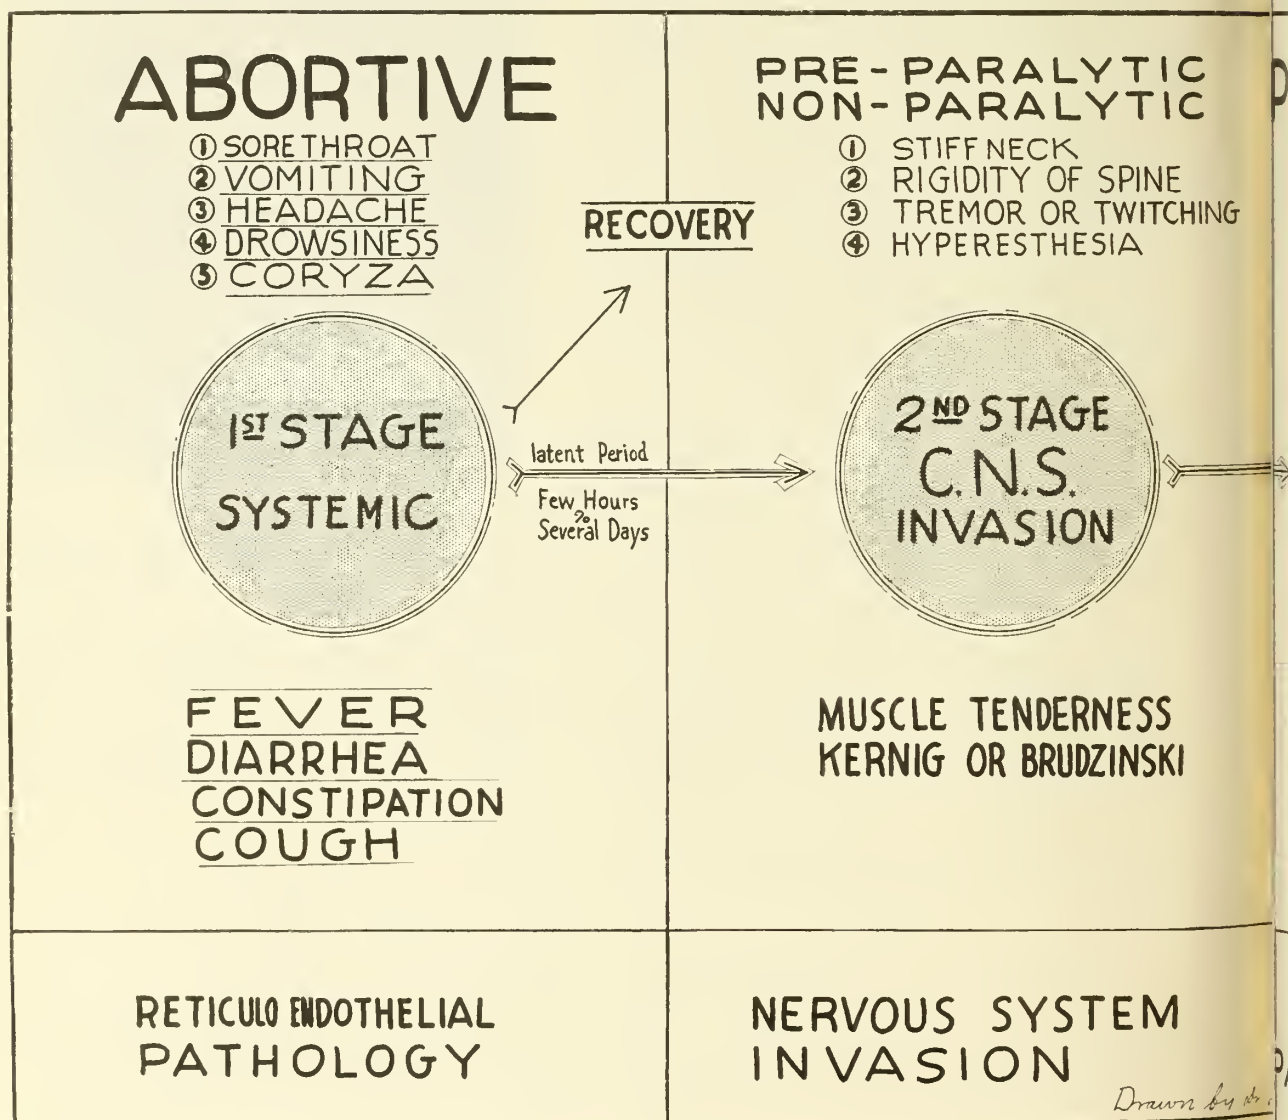 ABORTIVE
① SORE THROAT
② VOMITING
③ HEADACHE
④ DROWSINESS
⑤ CORYZA
RECOVERY
1ST STAGE
SYSTEMIC
latent Period
Few Hours
to
Several Days
FEVER
DIARRHEA
CONSTIPATION
COUGH
RETICULO ENDOTHELIAL
PATHOLOGY
PRE-PARALYTIC
NON-PARALYTIC
① STIFF NECK
② RIGIDITY OF SPINE
③ TREMOR OR TWITCHING
④ HYPERESTHESIA
2ND STAGE
C.N.S.
INVASION
MUSCLE TENDERNESS
KERNIG OR BRUDZINSKI
NERVOUS SYSTEM
INVASION
Drawn by Dr.